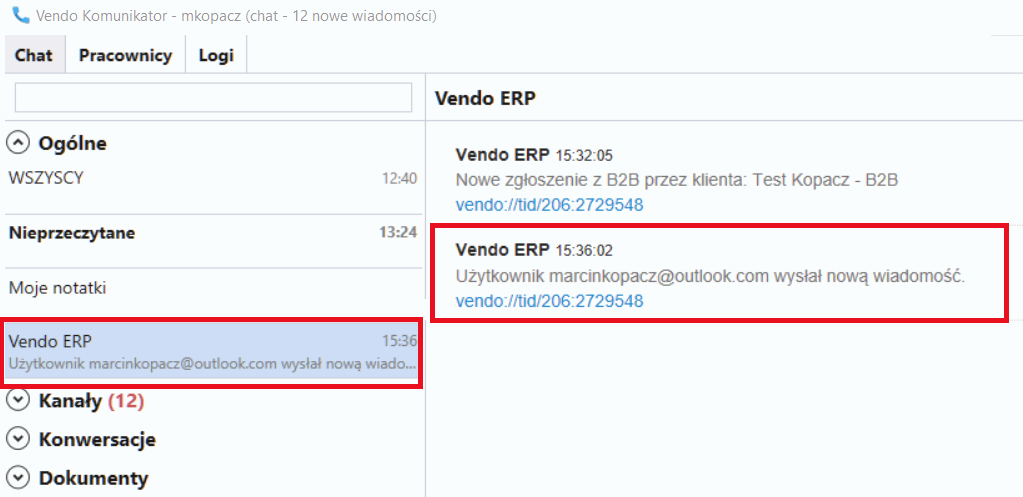 Vendo Komunikator - mkopacz (chat - 12 nowe wiadomości)
Chat Pracownicy Logi
Ogólne
WSZYSCY 12:40
Nieprzeczytane 13:24
Moje notatki
Vendo ERP 15:36
Użytkownik marcinkopacz@outlook.com wysłał nową wiado...
Kanały (12)
Konwersacje
Dokumenty
Vendo ERP
Vendo ERP 15:32:05
Nowe zgłoszenie z B2B przez klienta: Test Kopacz - B2B
vendo://tid/206:2729548
Vendo ERP 15:36:02
Użytkownik marcinkopacz@outlook.com wysłał nową wiadomość.
vendo://tid/206:2729548